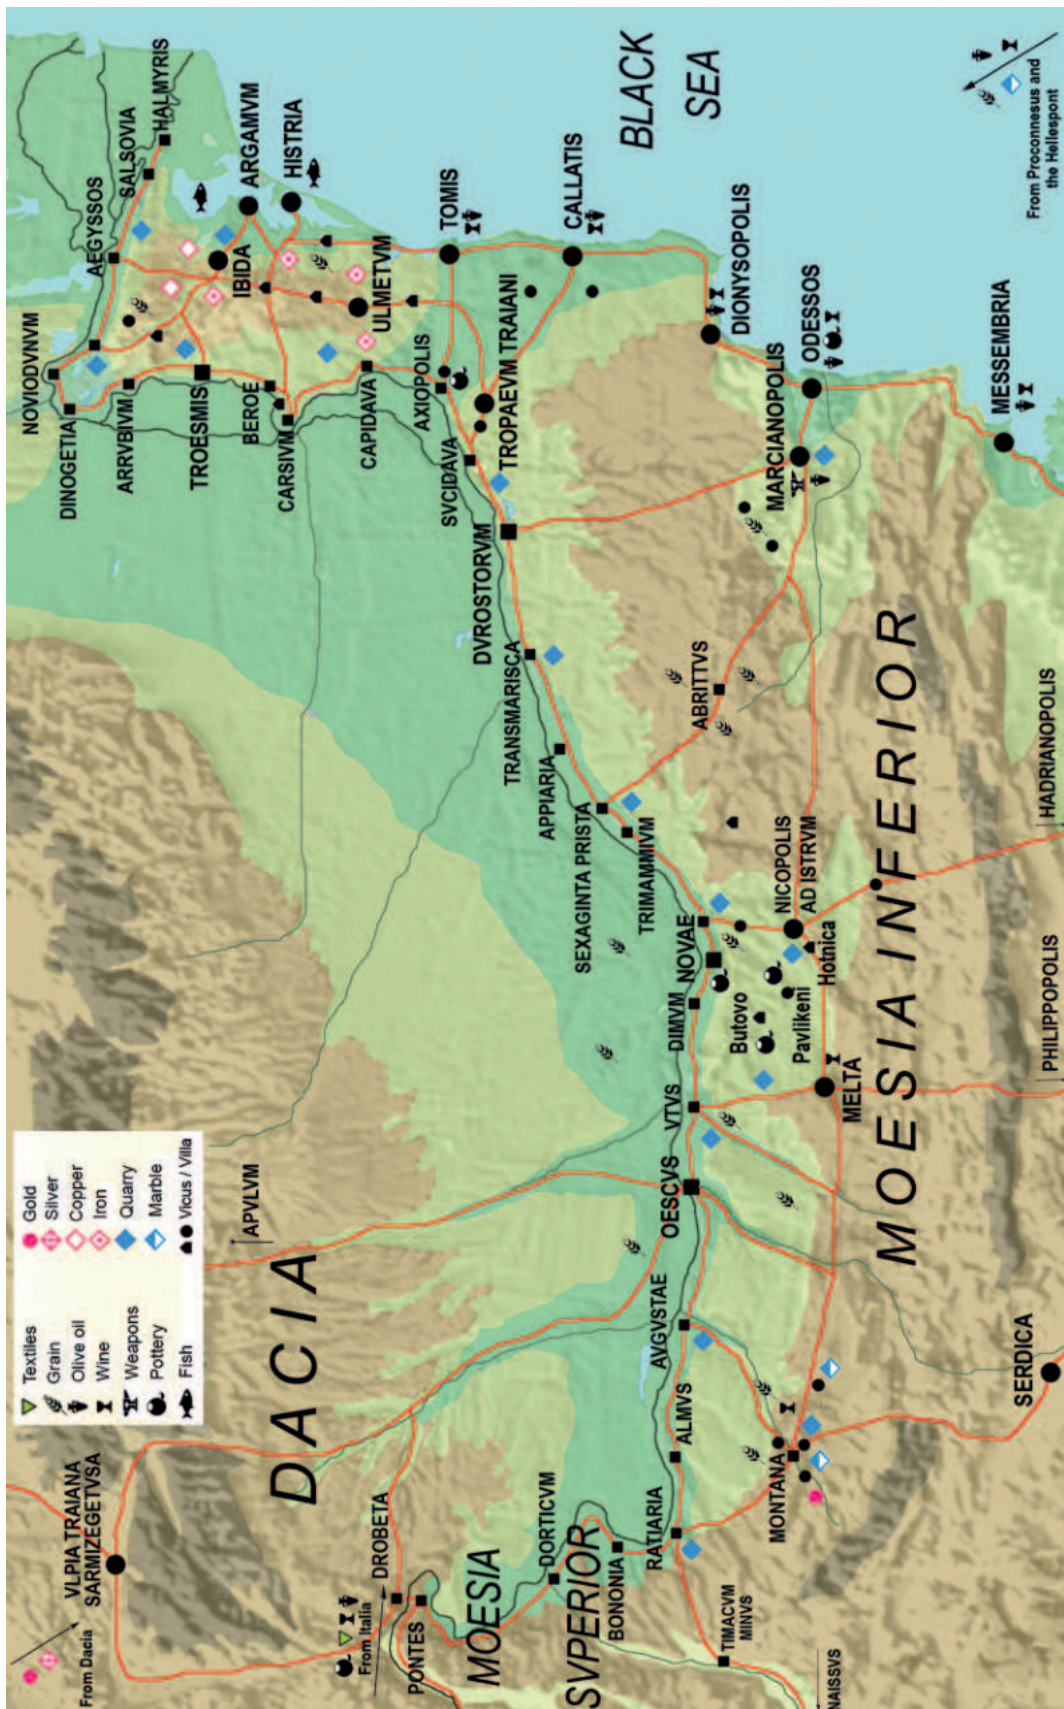 Textiles
Grain
Olive oil
Wine
Weapons
Pottery
Fish
Gold
Silver
Copper
Iron
Quarry
Marble
Vicus / Villa
From Dacia
VLPIA TRAIANA
SARMIZEGETVSA
APVLVM
DACIA
From Italia
DROBETA
PONTES
MOESIA
SVPERIOR
DORTICVM
BONONIA
RATIARIA
TIMACVM
MINVS
NAISSVS
ALMVS
MONTANA
AVGVSTAE
SERDICA
OESCVS
VTVS
DIMVM
NOVAE
Butovo
Pavlikeni
Hotnica
MELTA
PHILIPPOPOLIS
NICOPOLIS
AD ISTRVM
HADRIANOPOLIS
MOESIA INFERIOR
TRIMAMMIVM
SEXAGINTA PRISTA
APPIARIA
TRANSMARISCA
ABRITTVS
DVROSTORVM
MARCIANOPOLIS
ODESSOS
MESSEMBRIA
DIONYSOPOLIS
CALLATIS
TOMIS
TROPAEVM TRAIANI
SVCIDAVA
AXIOPOLIS
CAPIDAVA
ULMETVM
CARSIVM
BEROE
TROESMIS
IBIDA
HISTRIA
ARGAMVM
ARRVBIVM
DINOGETIA
NOVIODVNVM
AEGYSSOS
SALSOVIA
HALMYRIS
BLACK
SEA
From Proconnesus and
the Hellespont